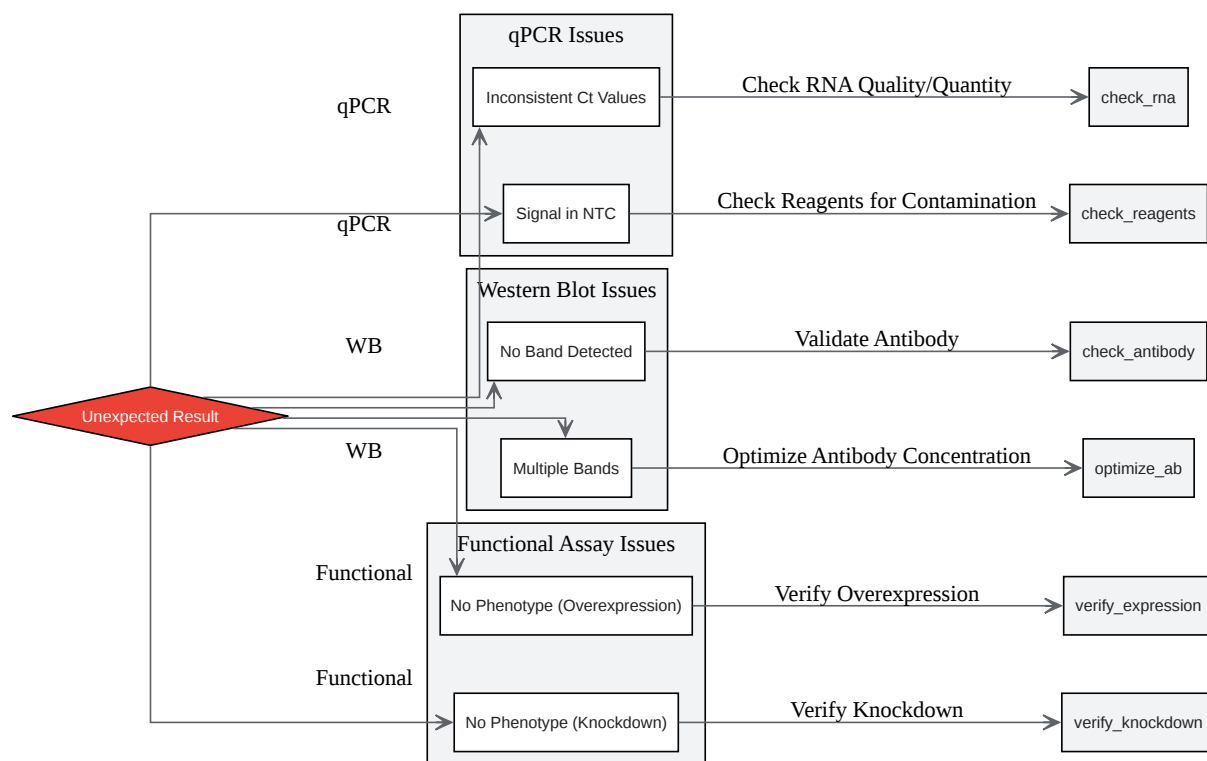 qPCR Issues
qPCR
Inconsistent Ct Values
Check RNA Quality/Quantity
check_rna
qPCR
Signal in NTC
Check Reagents for Contamination
check_reagents
Western Blot Issues
WB
No Band Detected
Validate Antibody
check_antibody
Unexpected Result
WB
Multiple Bands
Optimize Antibody Concentration
optimize_ab
Functional Assay Issues
Functional
No Phenotype (Overexpression)
Verify Overexpression
verify_expression
Functional
No Phenotype (Knockdown)
Verify Knockdown
verify_knockdown